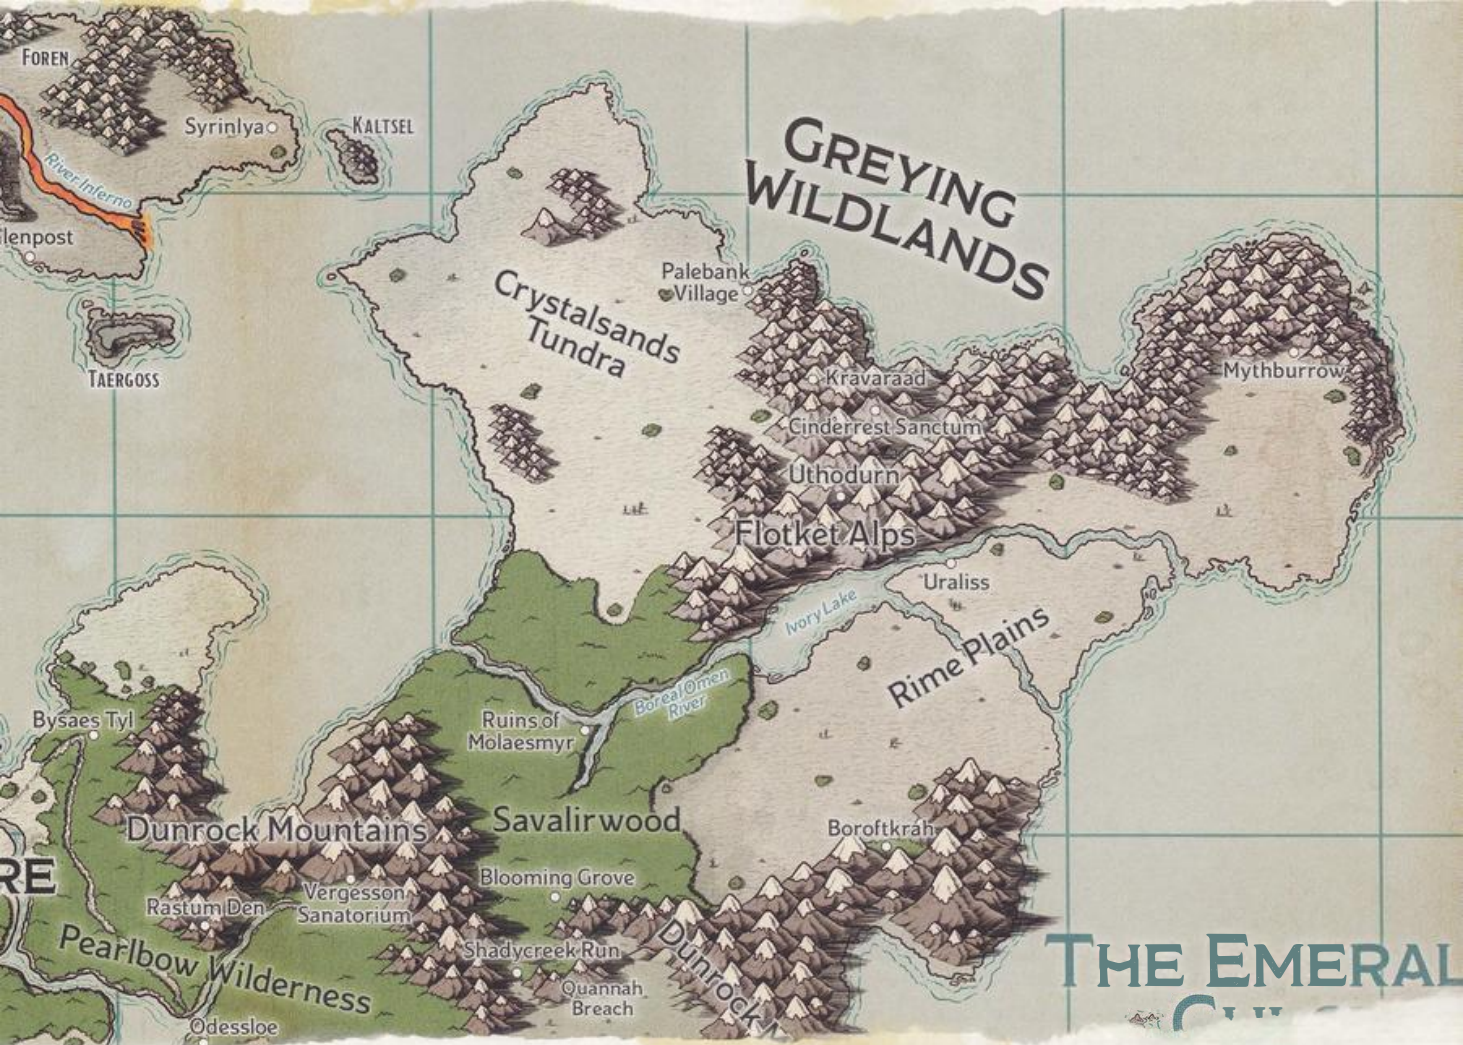 Foren
Syrinlya
Kaltsel
River Inferno
lenpost
Taergoss
Greying
Wildlands
Crystalsands
Tundra
Palebank
Village
Kravaraad
Cinderrest Sanctum
Uthodurn
Flotket Alps
Mythburrow
Uraliss
Ivory Lake
Rime Plains
Boreal Omen
River
Ruins of
Molaesmyr
Bysaes Tyl
Dunrock Mountains
Savalirwood
Boroftkrah
RE
Vergesson
Sanatorium
Blooming Grove
Rastum Den
Pearlbow Wilderness
Shadycreek Run
Quannah
Breach
Dunrock M
Odessloe
The Emeral